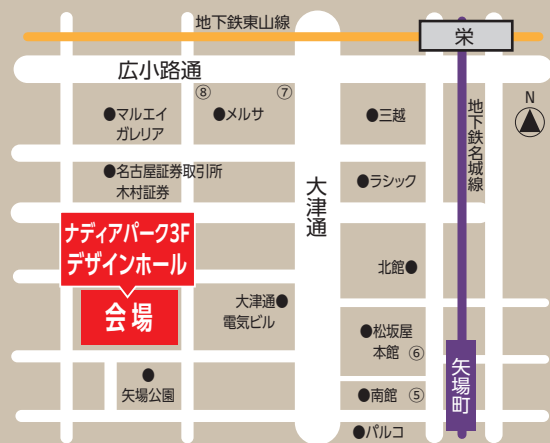 地下鉄東山線
栄
広小路通
⑧
⑦
●マルエイ
ガレリア
●メルサ
●三越
地下鉄名城線
N
●名古屋証券取引所
木村証券
●ラシック
大津通
ナディアパーク3F
デザインホール
会場
北館●
大津通●
電気ビル
●松坂屋
本館 ⑥
矢場町
矢場公園
●南館 ⑤
●パルコ